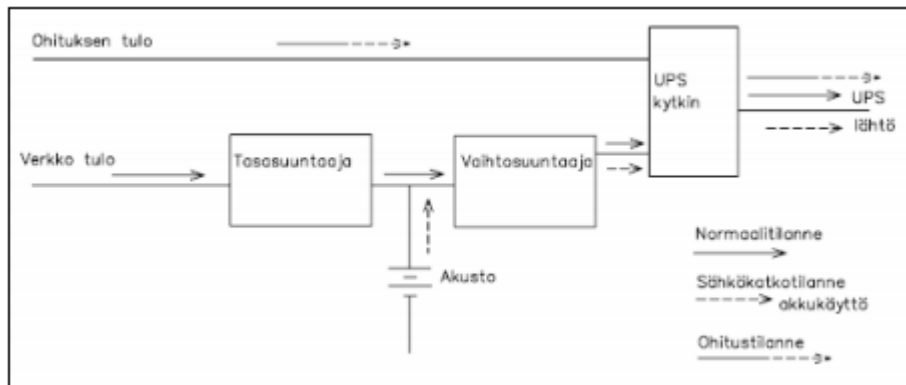 Ohituksen tulo
UPS
kytkin
UPS
lähtö
Verkko tulo
Tasasuuntaaja
Vaihtosuuntaaja
Akusto
Normaalitilanne
Sähkökatkotilanne
akkukäyttö
Ohitustilanne